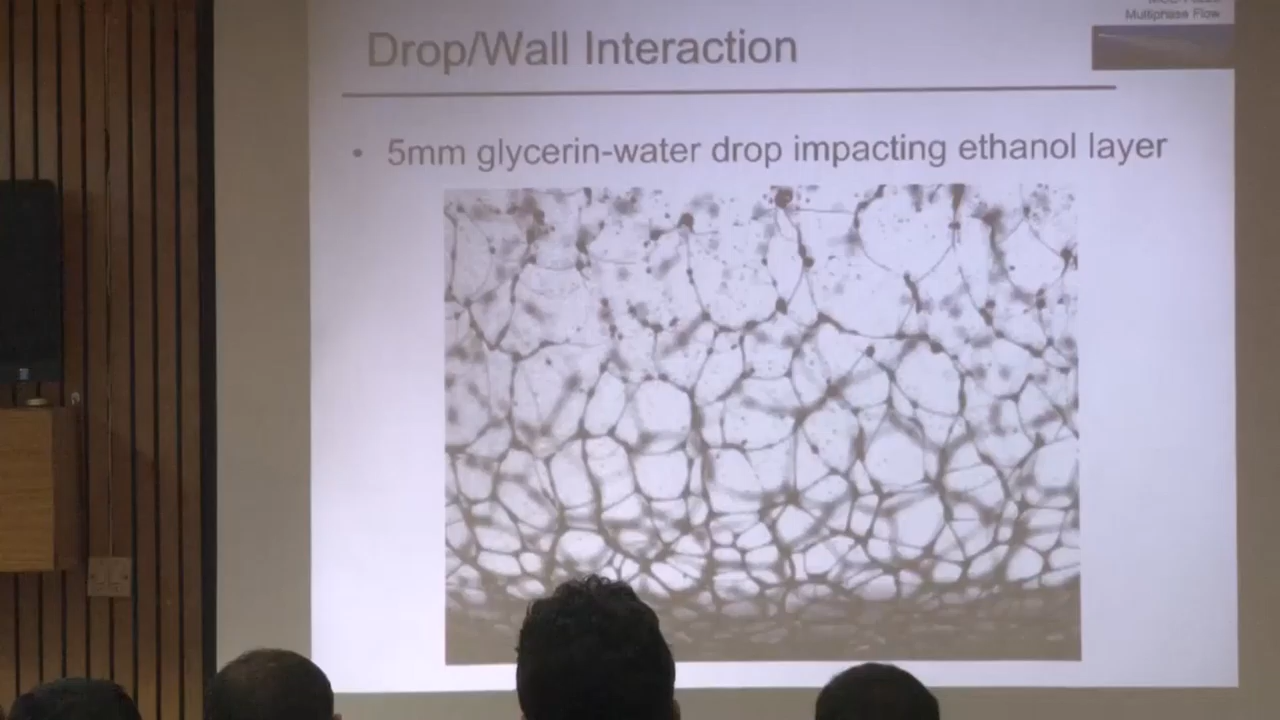 Multiphase Flow
Drop/Wall Interaction
• 5mm glycerin-water drop impacting ethanol layer